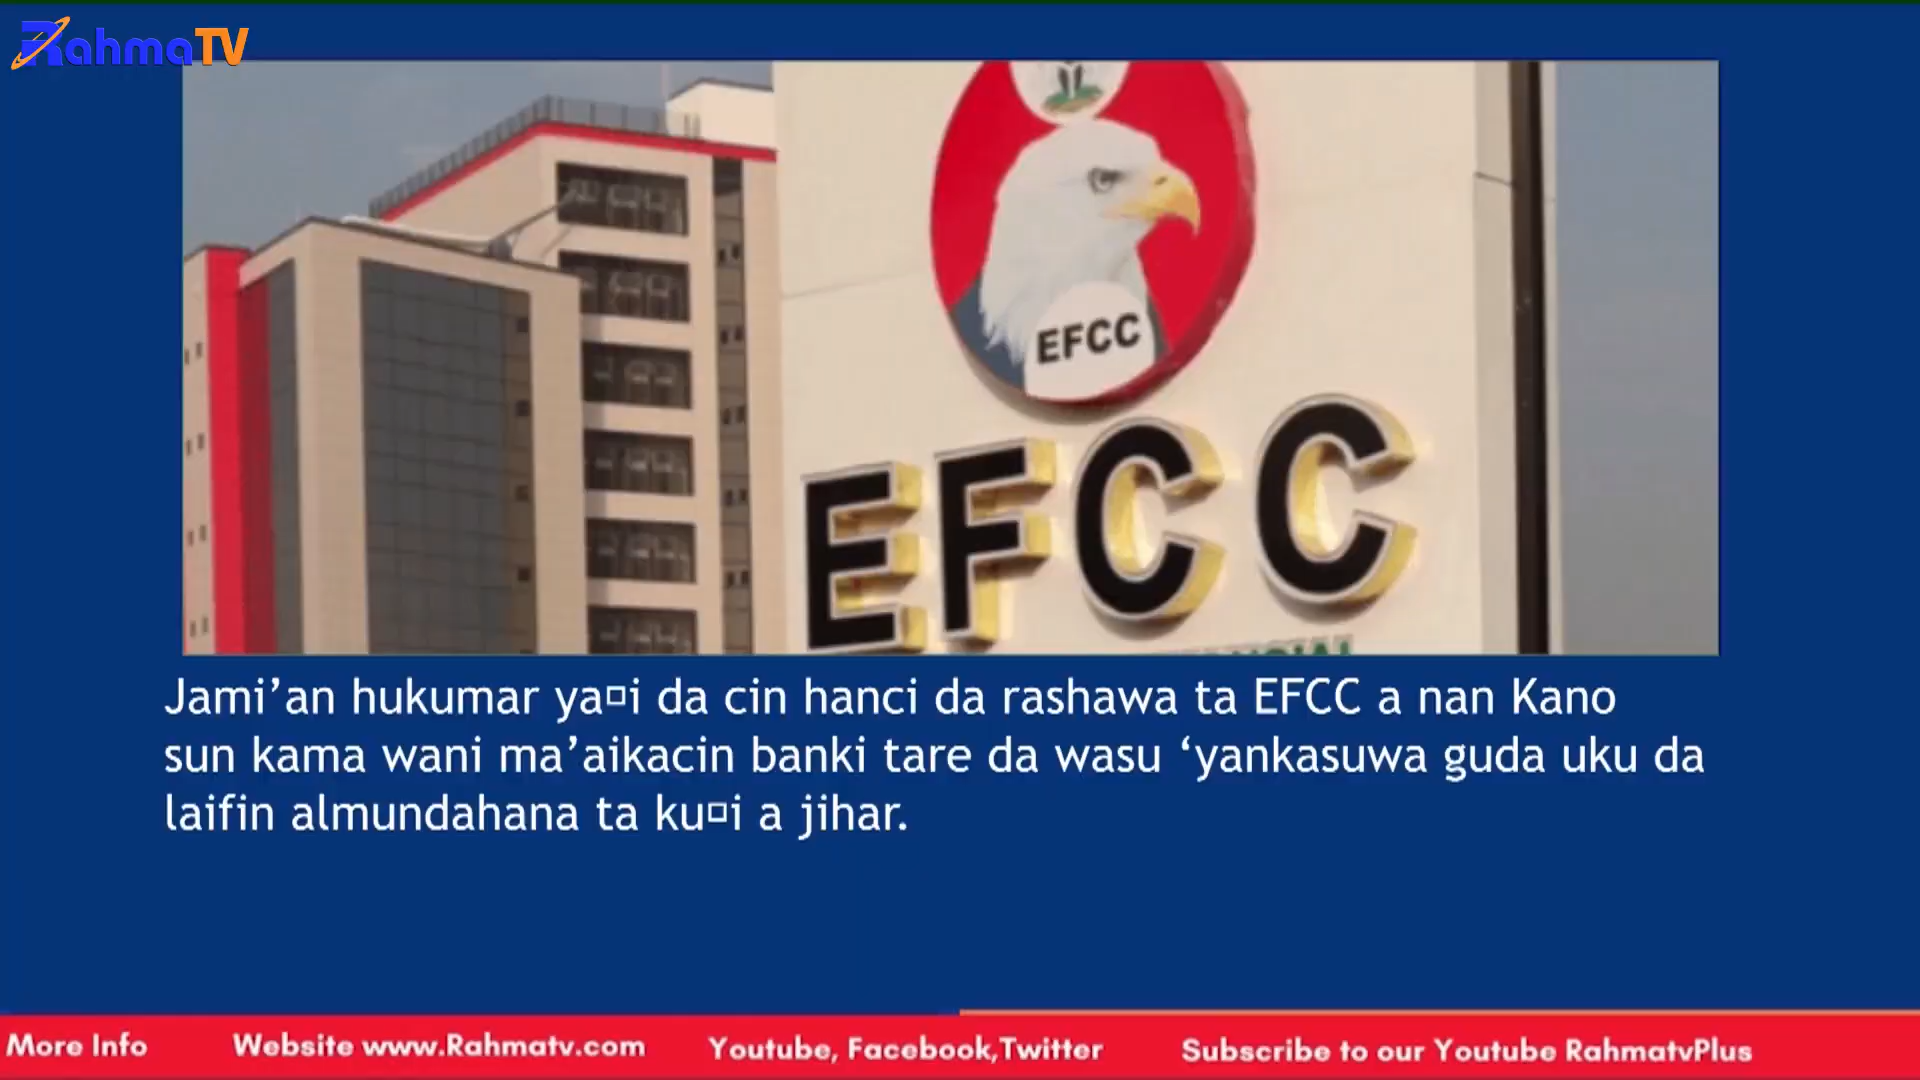 RahmaTV
EFCC
EFCC
Jami’an hukumar ya□i da cin hanci da rashawa ta EFCC a nan Kano
sun kama wani ma’aikacin banki tare da wasu ‘yankasuwa guda uku da
laifin almundahana ta ku□i a jihar.
More Info Website www.Rahmatv.com Youtube, Facebook,Twitter Subscribe to our Youtube RahmatvPlus